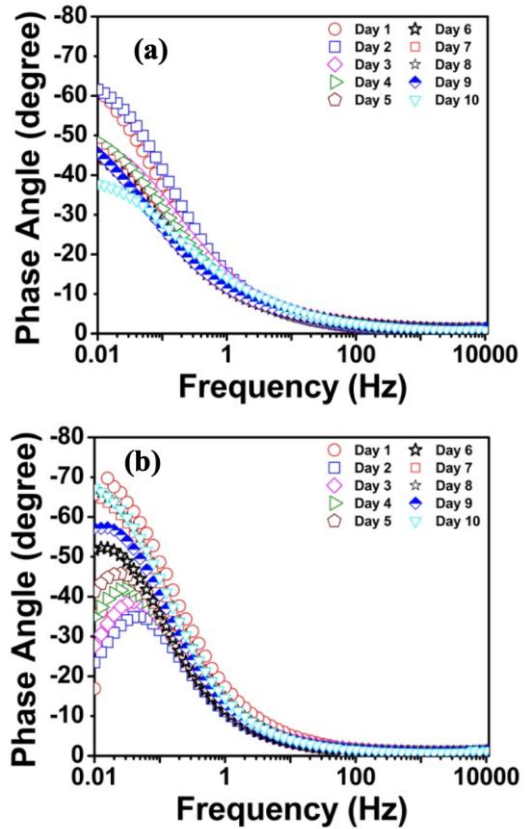 (a)
Phase Angle (degree)
-80
-70
-60
-50
-40
-30
-20
-10
0
Day 1 Day 6
Day 2 Day 7
Day 3 Day 8
Day 4 Day 9
Day 5 Day 10
0.01 0.1 1 100 10000
Frequency (Hz)
(b)
Phase Angle (degree)
-80
-70
-60
-50
-40
-30
-20
-10
0
Day 1 Day 6
Day 2 Day 7
Day 3 Day 8
Day 4 Day 9
Day 5 Day 10
0.01 0.1 1 100 10000
Frequency (Hz)